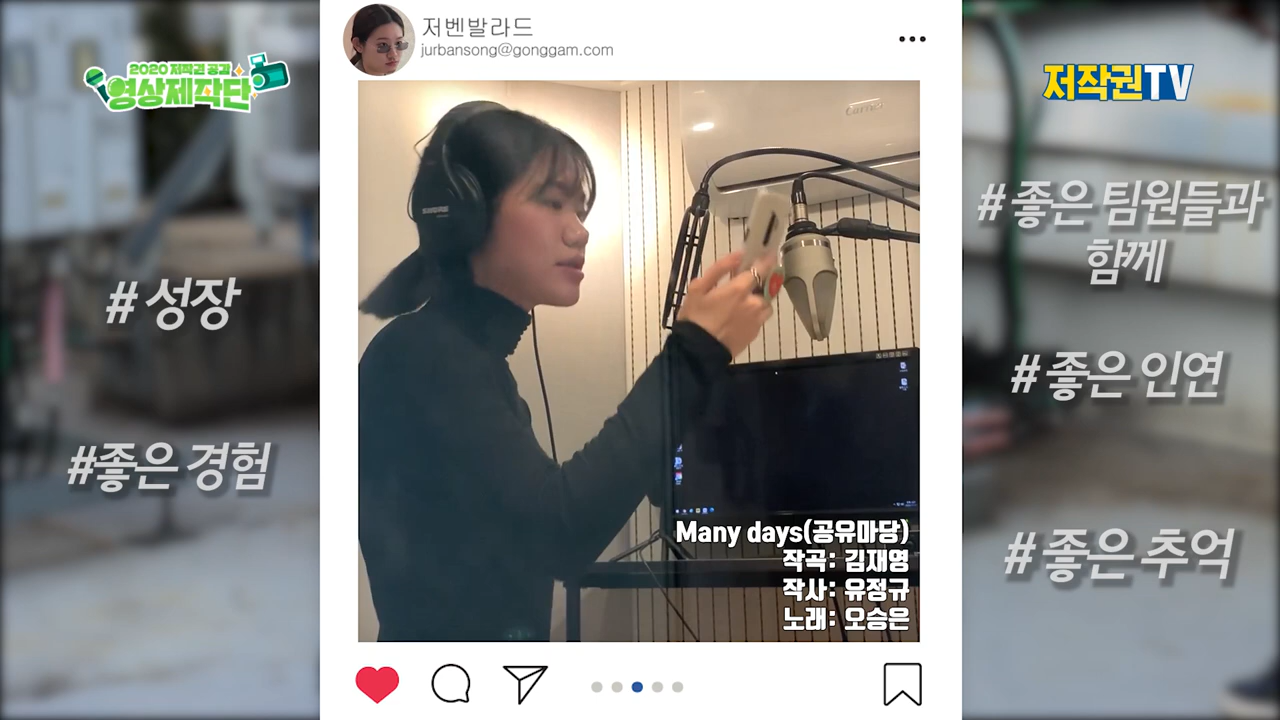 2020 저작권 공감
영상제작단
저벤발라드
jurbansong@gonggam.com
저작권TV
# 성장
#좋은 경험
# 좋은 팀원들과
함께
# 좋은 인연
# 좋은 추억
Many days(공유마당)
작곡: 김재영
작사: 유정규
노래: 오승은